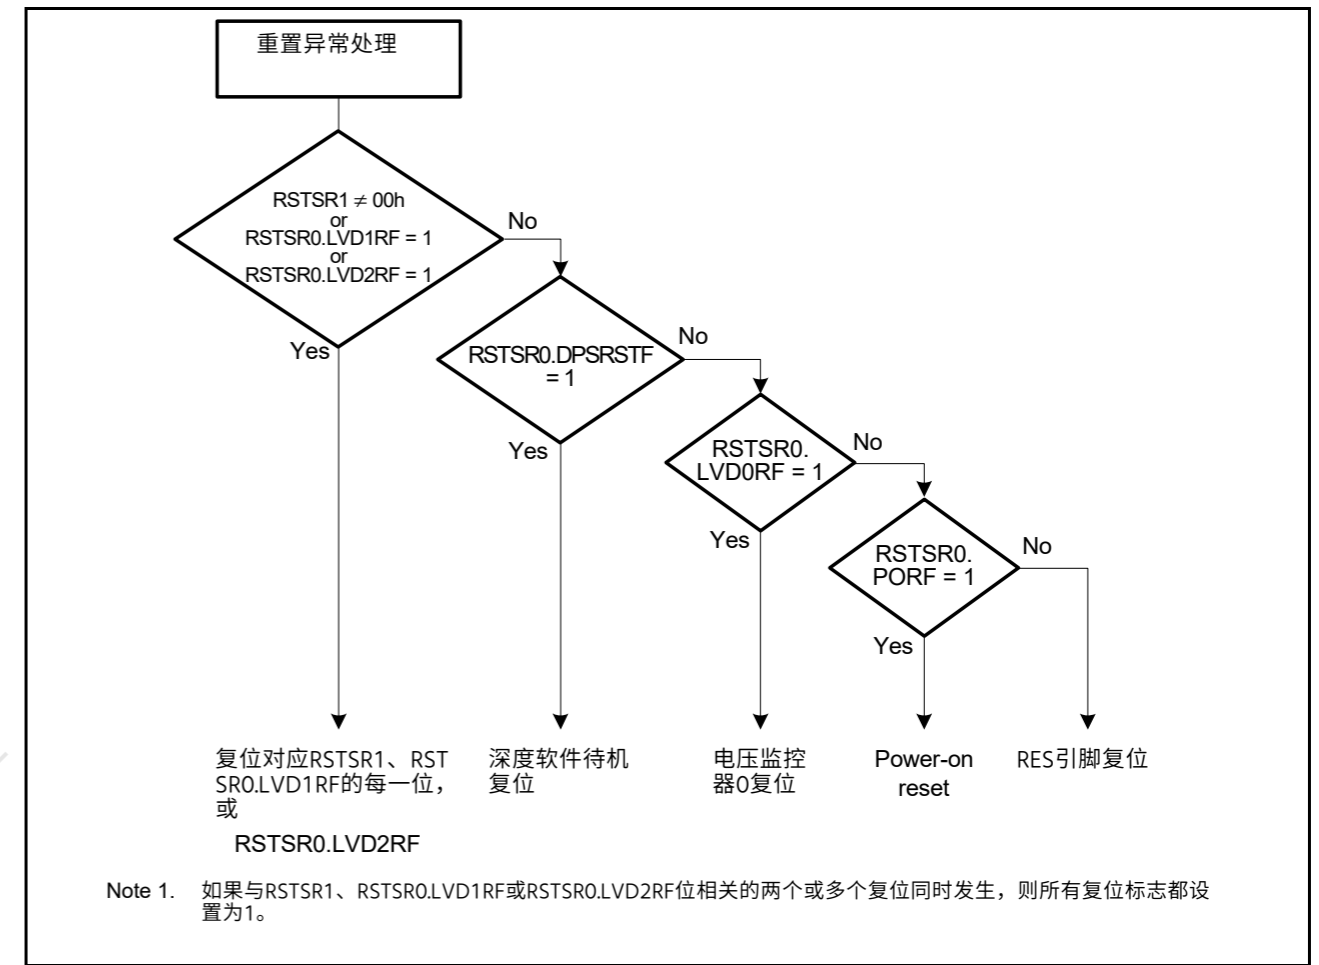 重置异常处理
RSTSR1 ≠ 00h
or
RSTSR0.LVD1RF = 1
or
RSTSR0.LVD2RF = 1
No
Yes
RSTSR0.DPSRSTF
= 1
No
Yes
RSTSR0.
LVD0RF = 1
No
Yes
RSTSR0.
PORF = 1
No
Yes
复位对应RSTSR1、RST
SR0.LVD1RF的每一位，
或
RSTSR0.LVD2RF
深度软件待机
复位
电压监控
器0复位
Power-on
reset
RES引脚复位
Note 1. 如果与RSTSR1、RSTSR0.LVD1RF或RSTSR0.LVD2RF位相关的两个或多个复位同时发生，则所有复位标志都设
置为1。